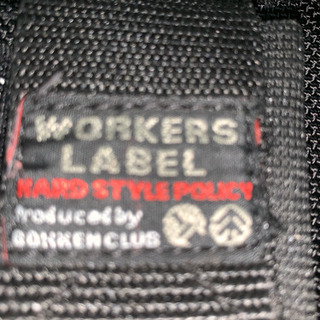 WORKERS
LABEL
HARD STYLE POLICY
Produced by
BOKKEN CLUB